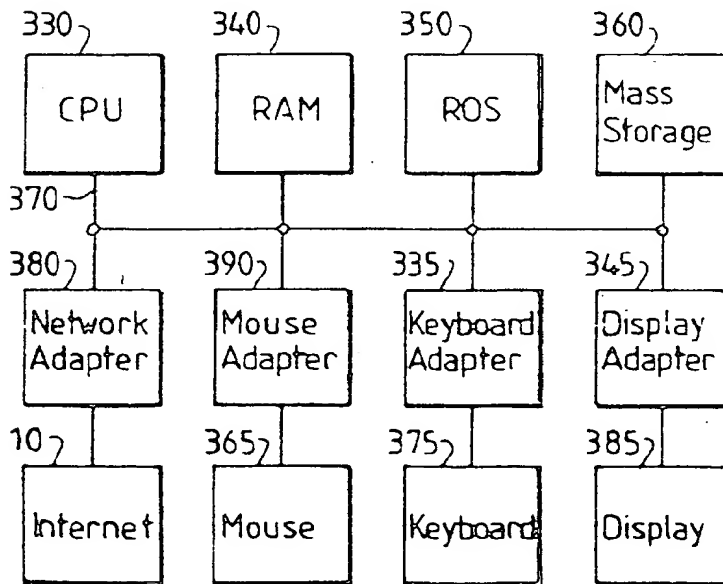 330 340 350 360
CPU RAM ROS Mass
Storage
370
380 390 335 345
Network Mouse Keyboard Display
Adapter Adapter Adapter Adapter
10 365 375 385
Internet Mouse Keyboard Display